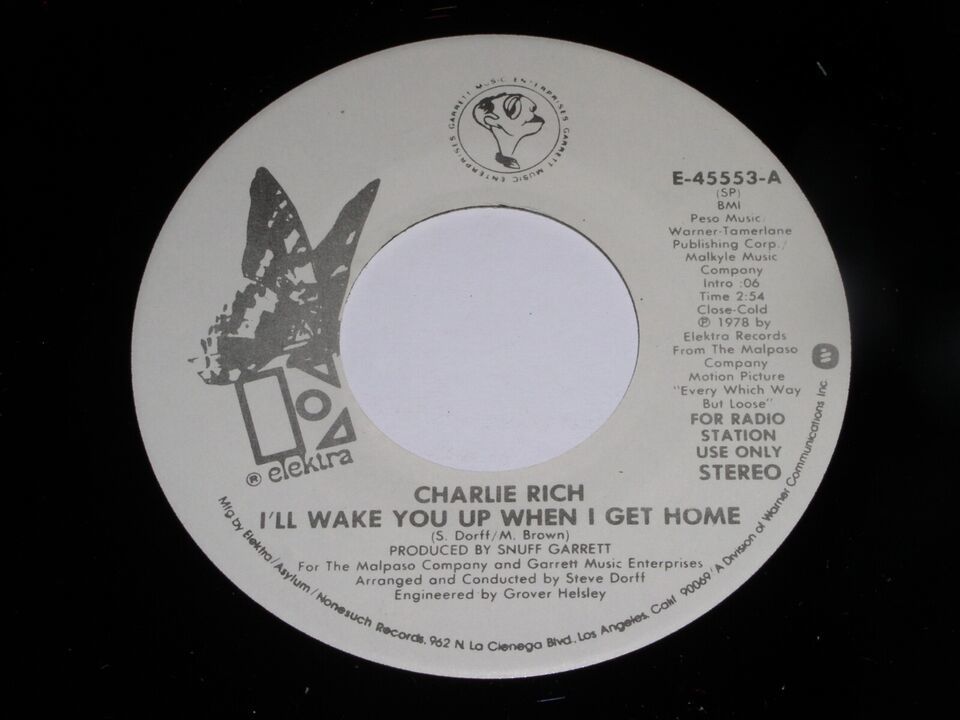 GARRETT MUSIC ENTERPRISES GARRETT MUSIC ENTERPRISES
E-45553-A
(SP)
BMI
Peso Music/
Warner-Tamerlane
Publishing Corp./
Malkyle Music
Company
Intro :06
Time 2:54
Close-Cold
℗ 1978 by
Elektra Records
From The Malpaso
Company
Motion Picture
"Every Which Way
But Loose"
FOR RADIO
STATION
USE ONLY
STEREO
® elektra
CHARLIE RICH
I'LL WAKE YOU UP WHEN I GET HOME
(S. Dorff/M. Brown)
PRODUCED BY SNUFF GARRETT
For The Malpaso Company and Garrett Music Enterprises
Arranged and Conducted by Steve Dorff
Engineered by Grover Helsley
Mfg by Elektra/Asylum/Nonesuch Records, 962 N. La Cienega Blvd., Los Angeles, Calif 90069/A Division of Warner Communications Inc.